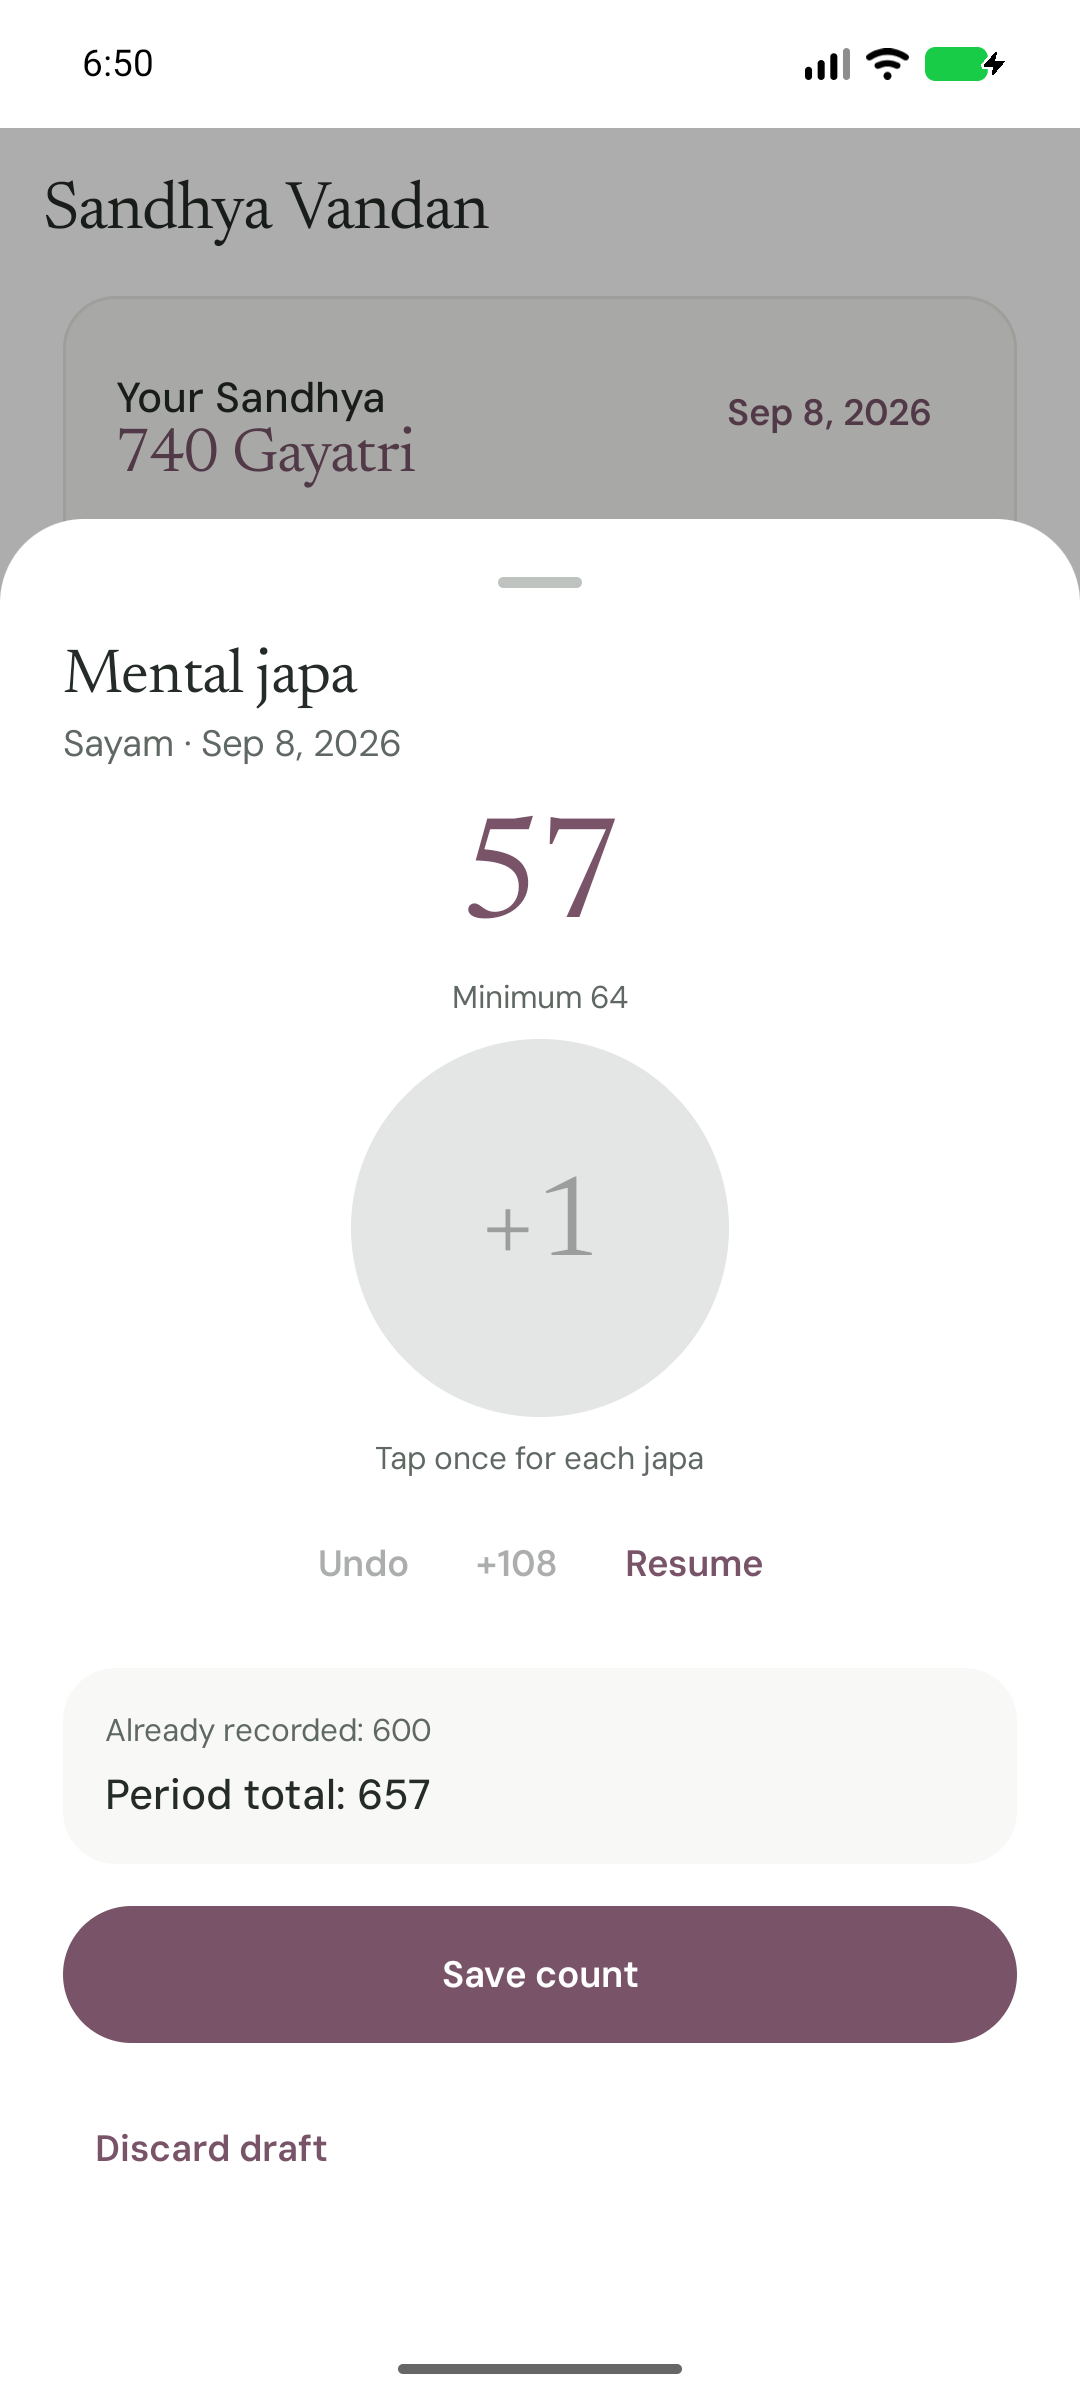 6:50
Sandhya Vandan
Your Sandhya
740 Gayatri
Sep 8, 2026
Mental japa
Sayam · Sep 8, 2026
57
Minimum 64
+1
Tap once for each japa
Undo +108 Resume
Already recorded: 600
Period total: 657
Save count
Discard draft